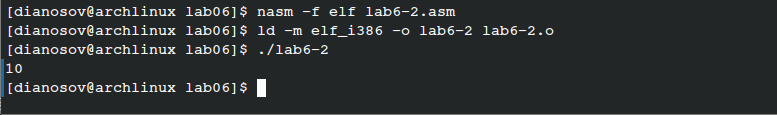 [dianosov@archlinux lab06]$ nasm -f elf lab6-2.asm
[dianosov@archlinux lab06]$ ld -m elf_i386 -o lab6-2 lab6-2.o
[dianosov@archlinux lab06]$ ./lab6-2
10
[dianosov@archlinux lab06]$